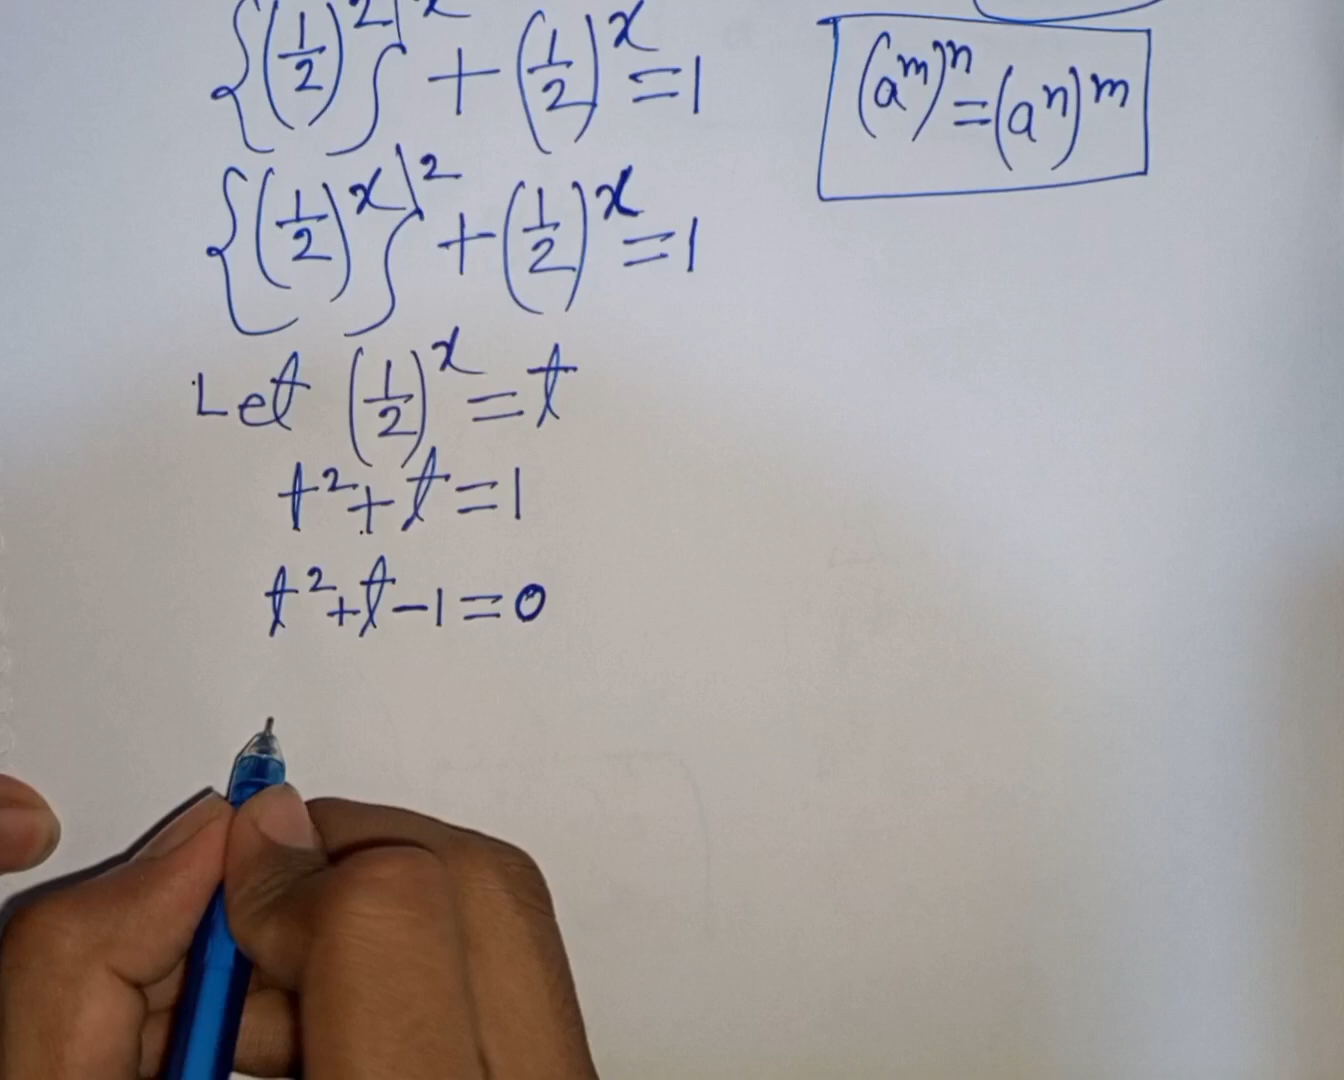 {(1/2)^2}^x + (1/2)^x = 1
{(1/2)^x}^2 + (1/2)^x = 1
Let (1/2)^x = t
t^2 + t = 1
t^2 + t - 1 = 0
(a^m)^n = (a^n)^m